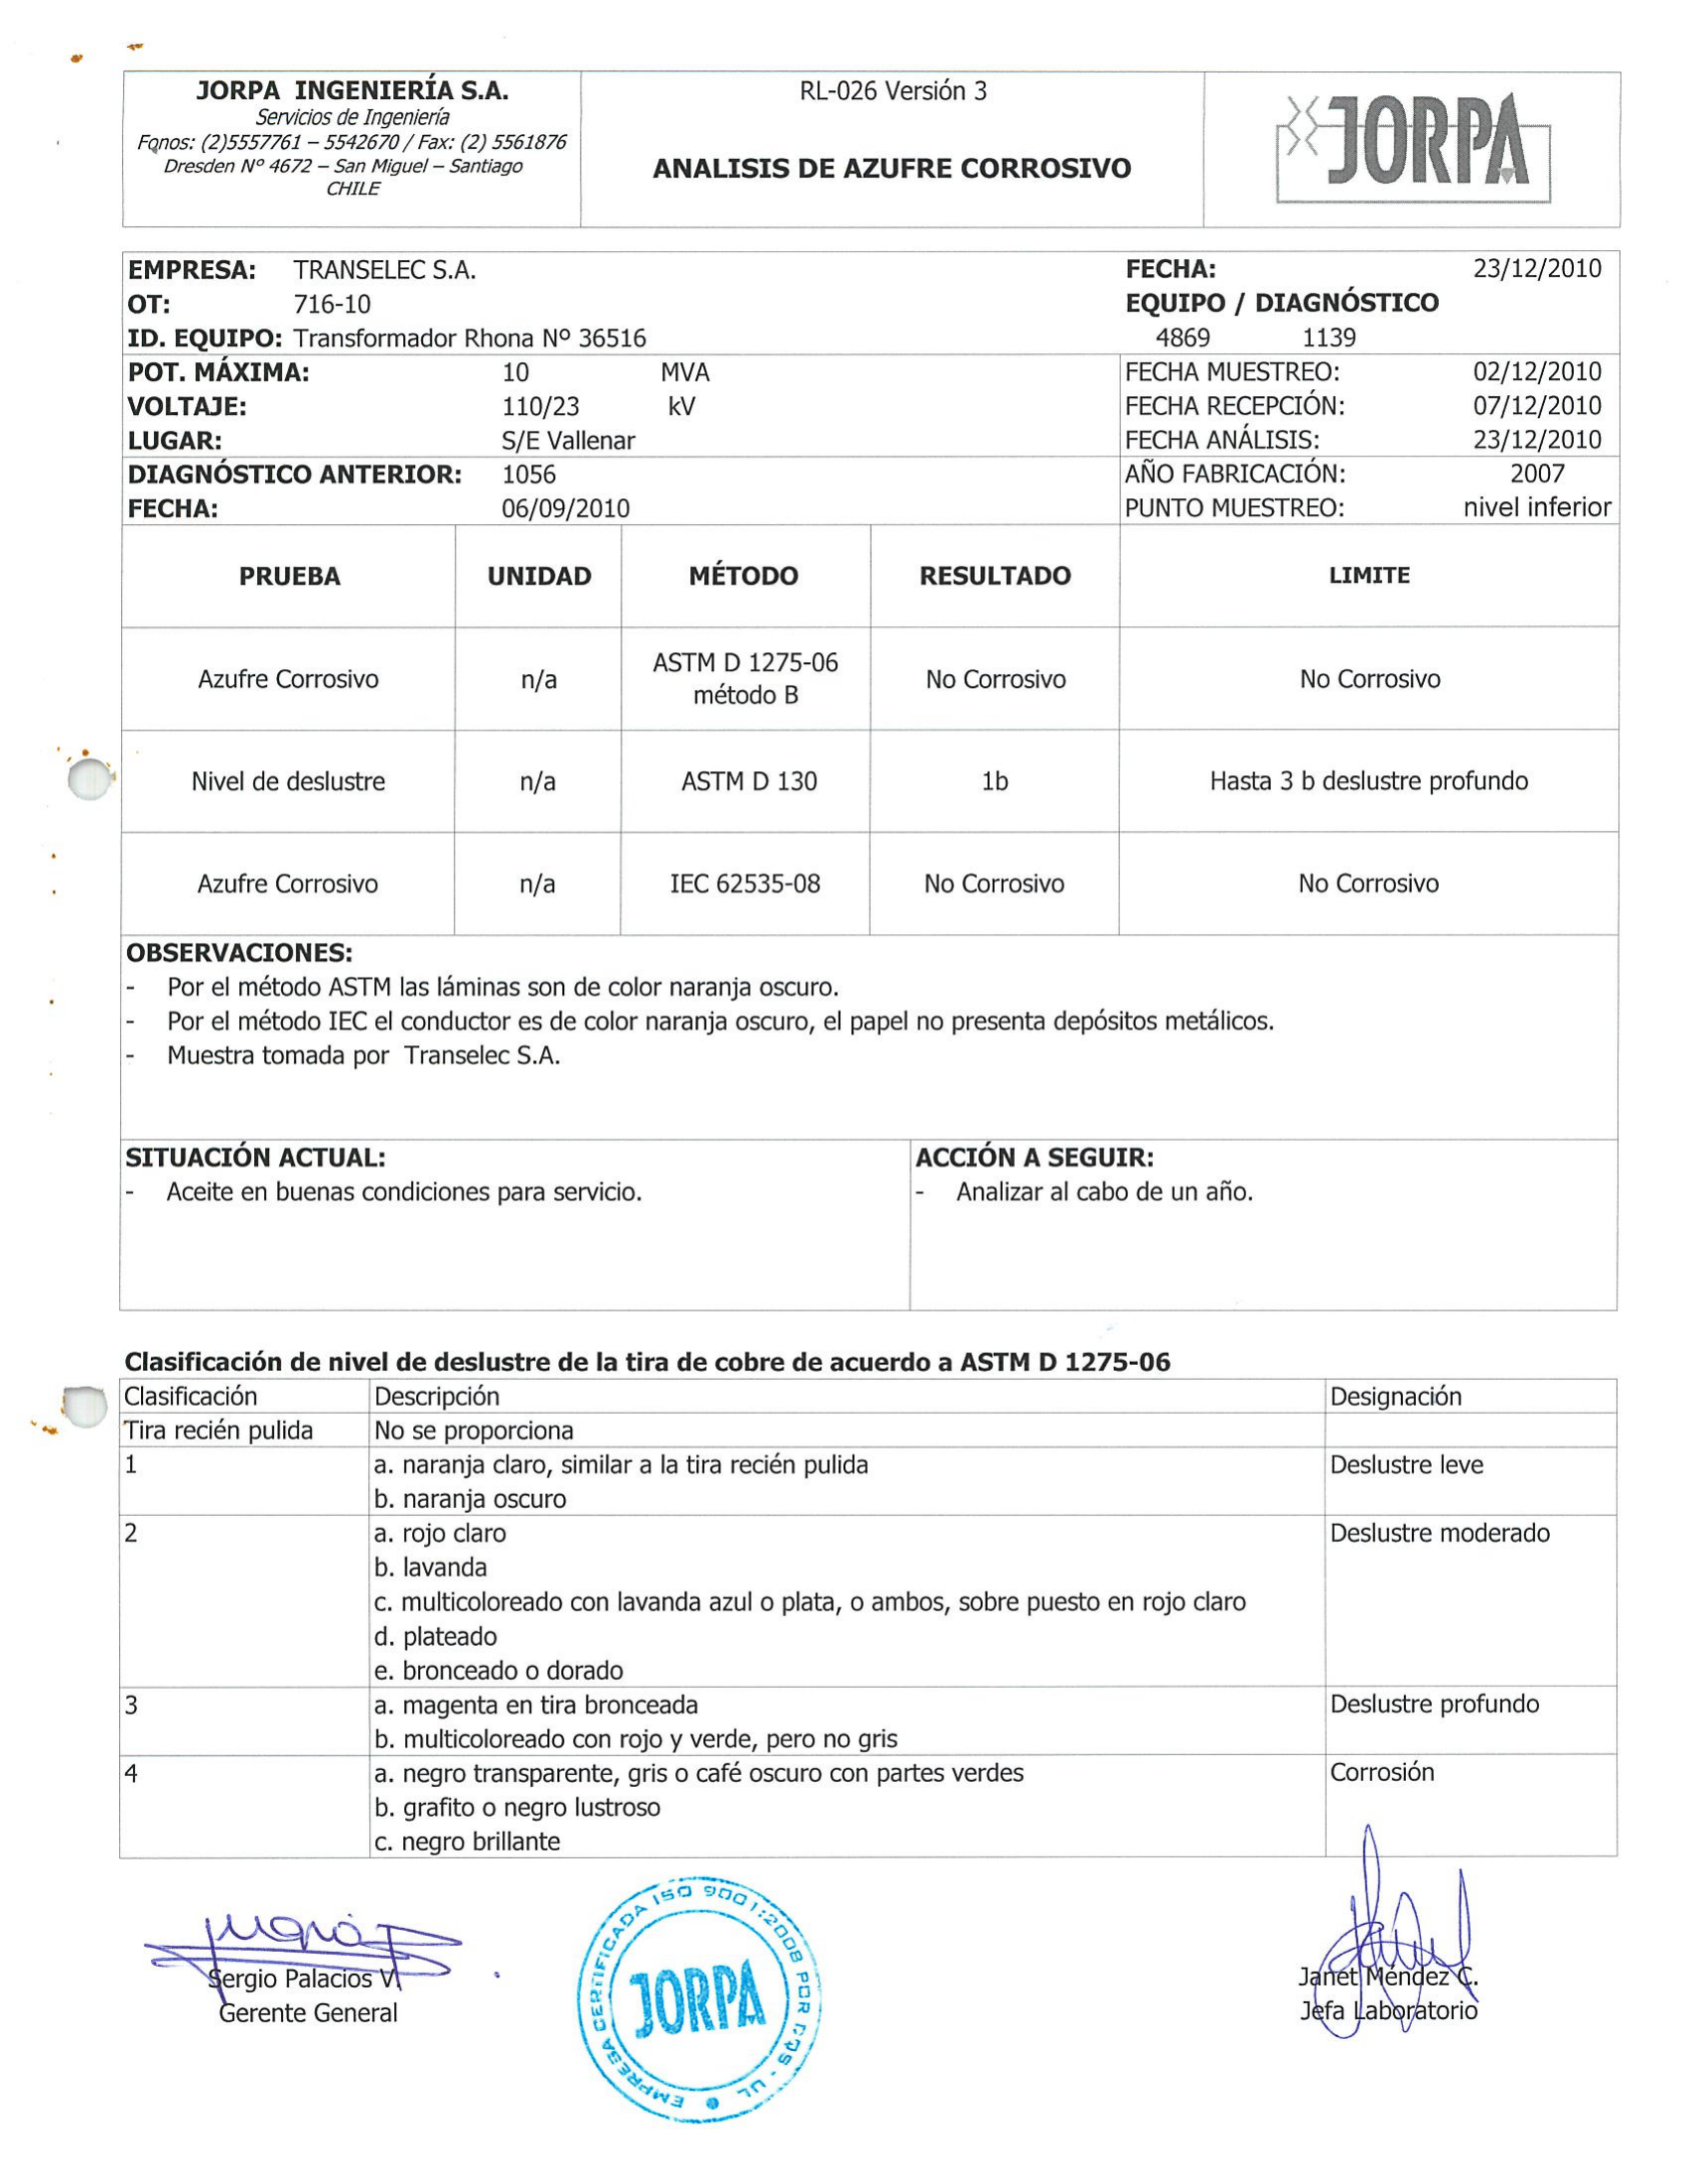 JORPA INGENIERÍA S.A.
Servicios de Ingeniería
Fonos: (2)5557761 – 5542670 / Fax: (2) 5561876
Dresden Nº 4672 – San Miguel – Santiago
CHILE
RL-026 Versión 3
ANALISIS DE AZUFRE CORROSIVO
JORPA
EMPRESA: TRANSELEC S.A.
OT: 716-10
ID. EQUIPO: Transformador Rhona Nº 36516
FECHA: 23/12/2010
EQUIPO / DIAGNÓSTICO
4869 1139
POT. MÁXIMA: 10 MVA
VOLTAJE: 110/23 kV
LUGAR: S/E Vallenar
FECHA MUESTREO: 02/12/2010
FECHA RECEPCIÓN: 07/12/2010
FECHA ANÁLISIS: 23/12/2010
DIAGNÓSTICO ANTERIOR: 1056
FECHA: 06/09/2010
AÑO FABRICACIÓN: 2007
PUNTO MUESTREO: nivel inferior
PRUEBA UNIDAD MÉTODO RESULTADO LIMITE
Azufre Corrosivo n/a ASTM D 1275-06 método B No Corrosivo No Corrosivo
Nivel de deslustre n/a ASTM D 130 1b Hasta 3 b deslustre profundo
Azufre Corrosivo n/a IEC 62535-08 No Corrosivo No Corrosivo
OBSERVACIONES:
- Por el método ASTM las láminas son de color naranja oscuro.
- Por el método IEC el conductor es de color naranja oscuro, el papel no presenta depósitos metálicos.
- Muestra tomada por Transelec S.A.
SITUACIÓN ACTUAL:
- Aceite en buenas condiciones para servicio.
ACCIÓN A SEGUIR:
- Analizar al cabo de un año.
Clasificación de nivel de deslustre de la tira de cobre de acuerdo a ASTM D 1275-06
Clasificación Descripción Designación
Tira recién pulida No se proporciona
1 a. naranja claro, similar a la tira recién pulida Deslustre leve
b. naranja oscuro
2 a. rojo claro Deslustre moderado
b. lavanda
c. multicoloreado con lavanda azul o plata, o ambos, sobre puesto en rojo claro
d. plateado
e. bronceado o dorado
3 a. magenta en tira bronceada Deslustre profundo
b. multicoloreado con rojo y verde, pero no gris
4 a. negro transparente, gris o café oscuro con partes verdes Corrosión
b. grafito o negro lustroso
c. negro brillante
Sergio Palacios V.
Gerente General
EMPRESA CERTIFICADA ISO 9001:2008 POR DQS - UL
JORPA
Janet Méndez C.
Jefa Laboratorio